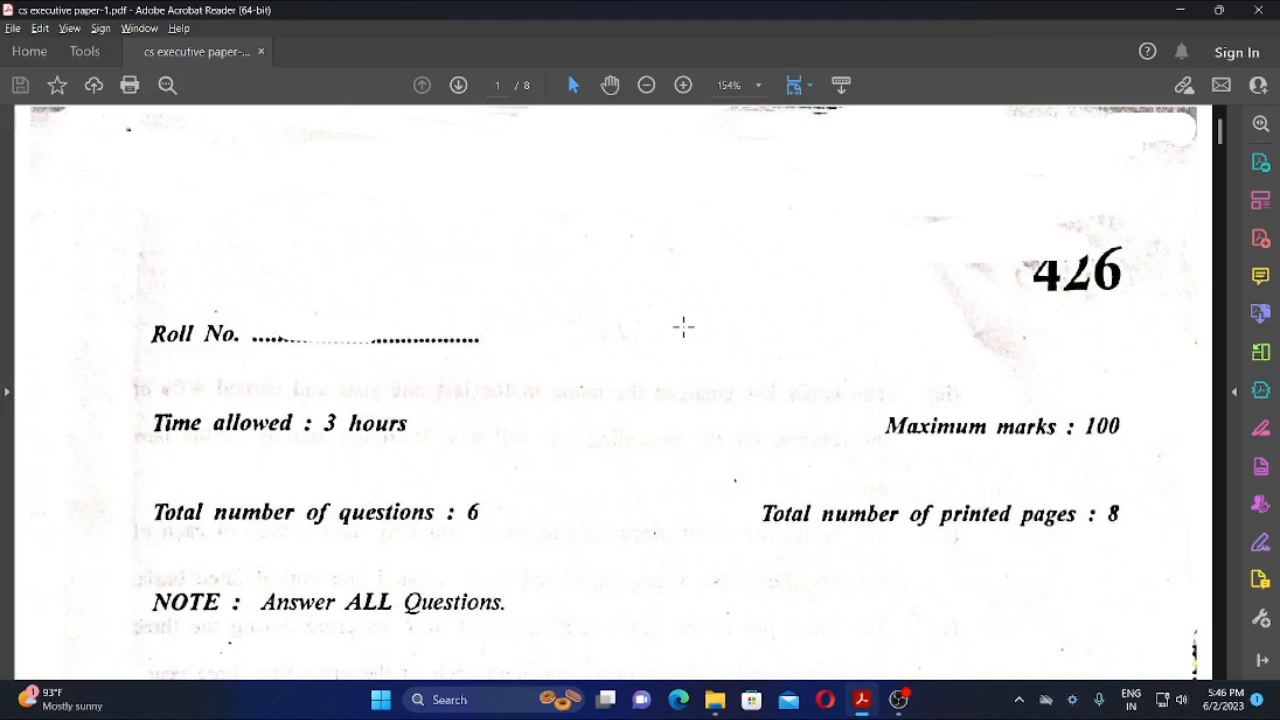 cs executive paper-1.pdf - Adobe Acrobat Reader (64-bit)
File Edit View Sign Window Help
Home Tools cs executive paper-... × Sign In
1 / 8 154%
426
Roll No. ................................
Time allowed : 3 hours Maximum marks : 100
Total number of questions : 6 Total number of printed pages : 8
NOTE : Answer ALL Questions.
93°F
Mostly sunny
Search
ENG
IN
5:46 PM
6/2/2023